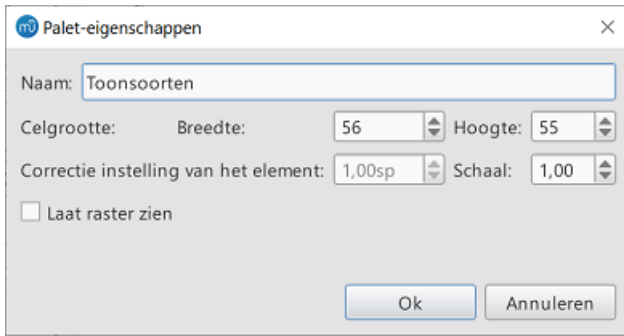 Palet-eigenschappen
Naam: Toonsoorten
Celgrootte: Breedte: 56 Hoogte: 55
Correctie instelling van het element: 1,00sp Schaal: 1,00
Laat raster zien
Ok Annuleren